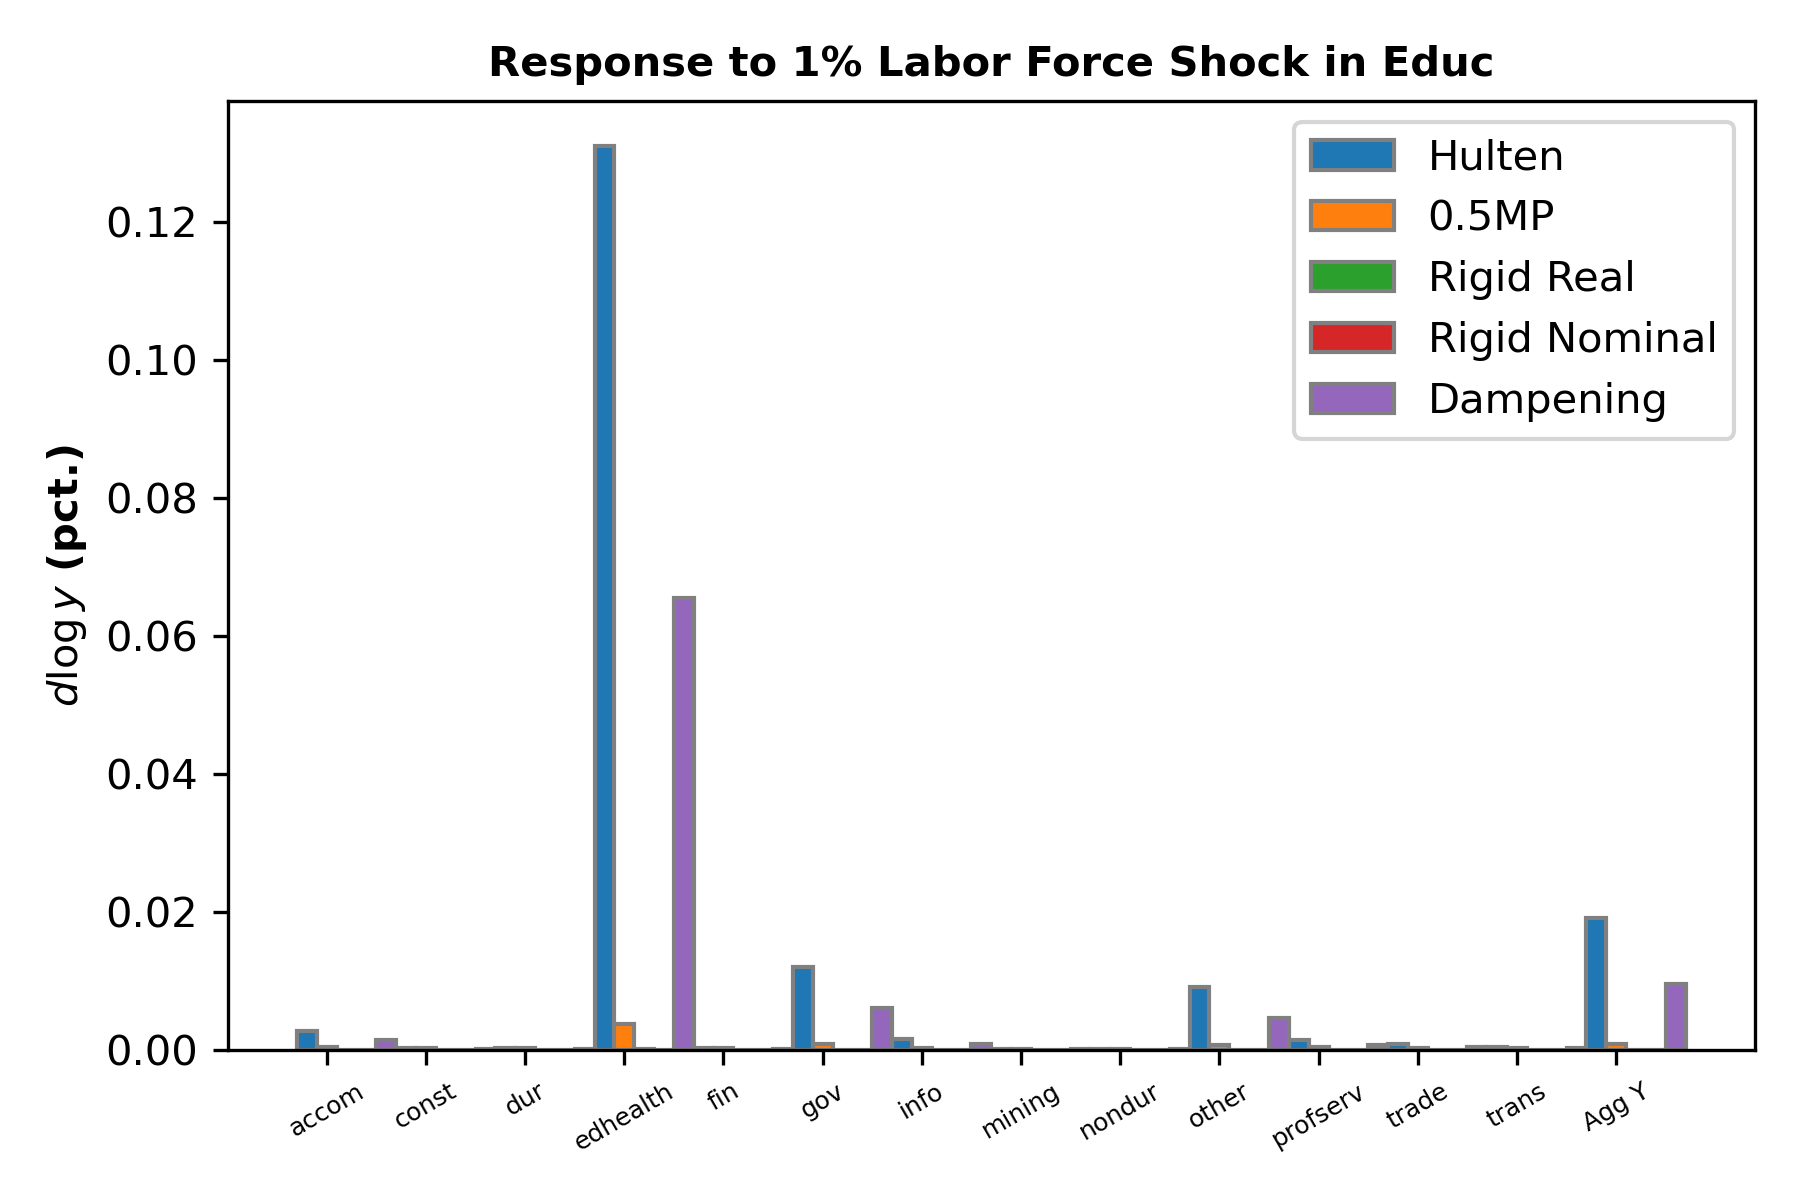 Response to 1% Labor Force Shock in Educ
dlog y (pct.)
0.12
0.10
0.08
0.06
0.04
0.02
0.00
Hulten
0.5MP
Rigid Real
Rigid Nominal
Dampening
accom
const
dur
edhealth
fin
gov
info
mining
nondur
other
profserv
trade
trans
Agg Y